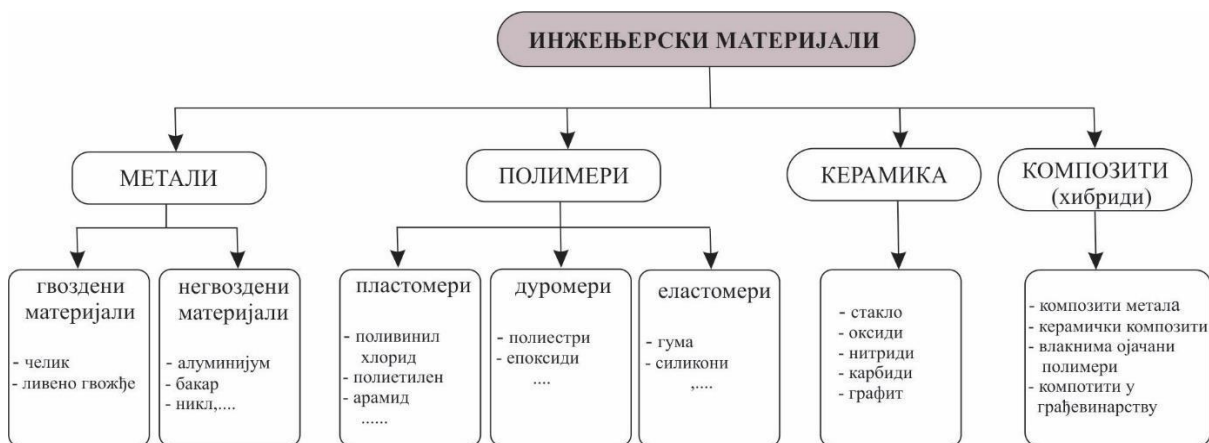 ИНЖЕЊЕРСКИ МАТЕРИЈАЛИ
МЕТАЛИ
ПОЛИМЕРИ
КЕРАМИКА
КОМПОЗИТИ
(хибриди)
гвоздени
материјали
- челик
- ливено гвожђе
негвоздени
материјали
- алуминијум
- бакар
- никл,....
пластомери
- поливинил
хлорид
- полиетилен
- арамид
......
дуромери
- полиестри
- епоксиди
....
еластомери
- гума
- силикони
,....
- стакло
- оксиди
- нитриди
- карбиди
- графит
- композити метала
- керамички композити
- влакнима ојачани
полимери
- компотити у
грађевинарству